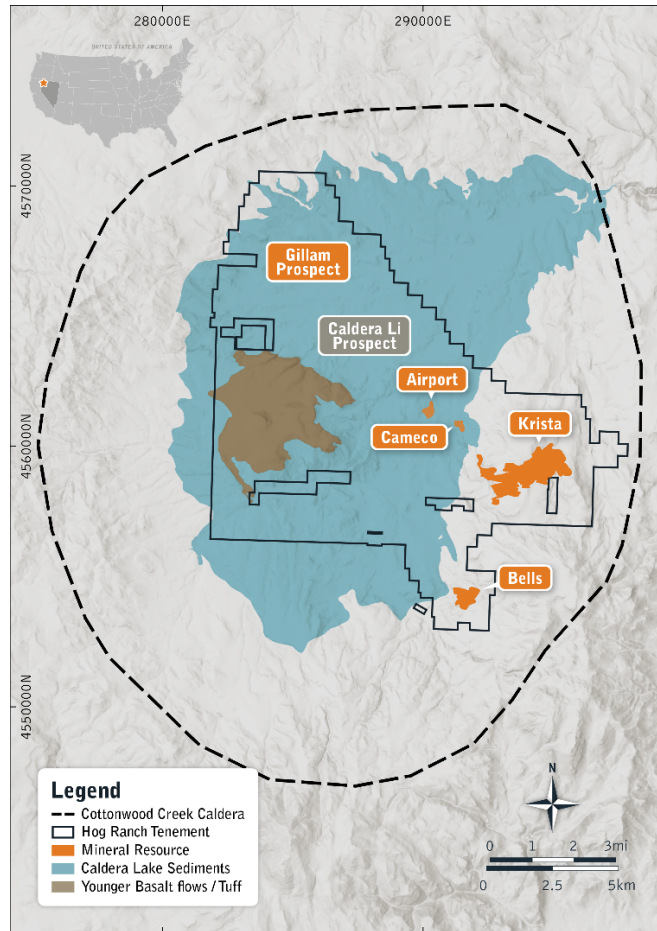 280000E
290000E
UNITED STATES OF AMERICA
4570000N
Gillam
Prospect
Caldera Li
Prospect
Airport
Cameco
Krista
4560000N
Bells
4550000N
Legend
Cottonwood Creek Caldera
Hog Ranch Tenement
Mineral Resource
Caldera Lake Sediments
Younger Basalt flows / Tuff
N
0 1 2 3mi
0 2.5 5km